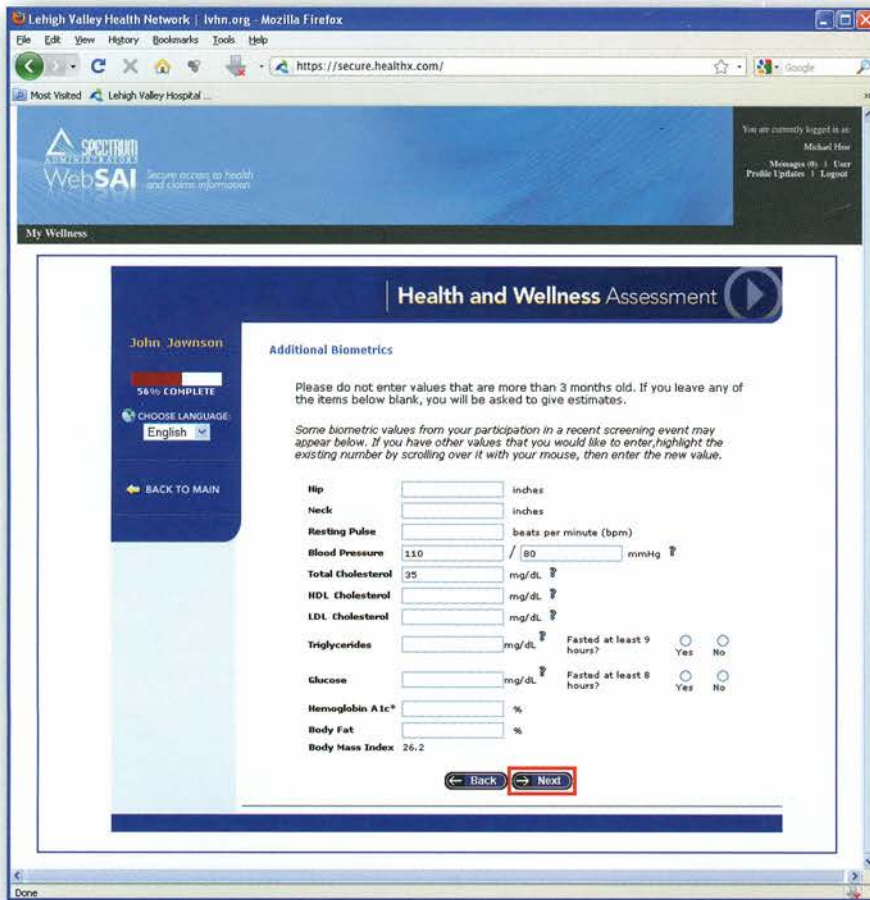 Lehigh Valley Health Network | lvhn.org - Mozilla Firefox
File Edit View History Bookmarks Tools Help
https://secure.healthx.com/
Google
Most Visited Lehigh Valley Hospital ...
SPECTRUM
ADMINISTRATORS
WebSAI
Secure access to health
and claims information
You are currently logged in as:
Michael
Messages (0) | User
Profile Updates | Logout
My Wellness
Health and Wellness Assessment
John Jawnson
56% COMPLETE
CHOOSE LANGUAGE:
English
BACK TO MAIN
Additional Biometrics
Please do not enter values that are more than 3 months old. If you leave any of
the items below blank, you will be asked to give estimates.
Some biometric values from your participation in a recent screening event may
appear below. If you have other values that you would like to enter,highlight the
existing number by scrolling over it with your mouse, then enter the new value.
Hip inches
Neck inches
Resting Pulse beats per minute (bpm)
Blood Pressure 110 / 80 mmHg ?
Total Cholesterol 35 mg/dL ?
HDL Cholesterol mg/dL ?
LDL Cholesterol mg/dL ?
Triglycerides mg/dL ? Fasted at least 9
hours? Yes No
Glucose mg/dL ? Fasted at least 8
hours? Yes No
Hemoglobin A1c* %
Body Fat %
Body Mass Index 26.2
Back Next
Done